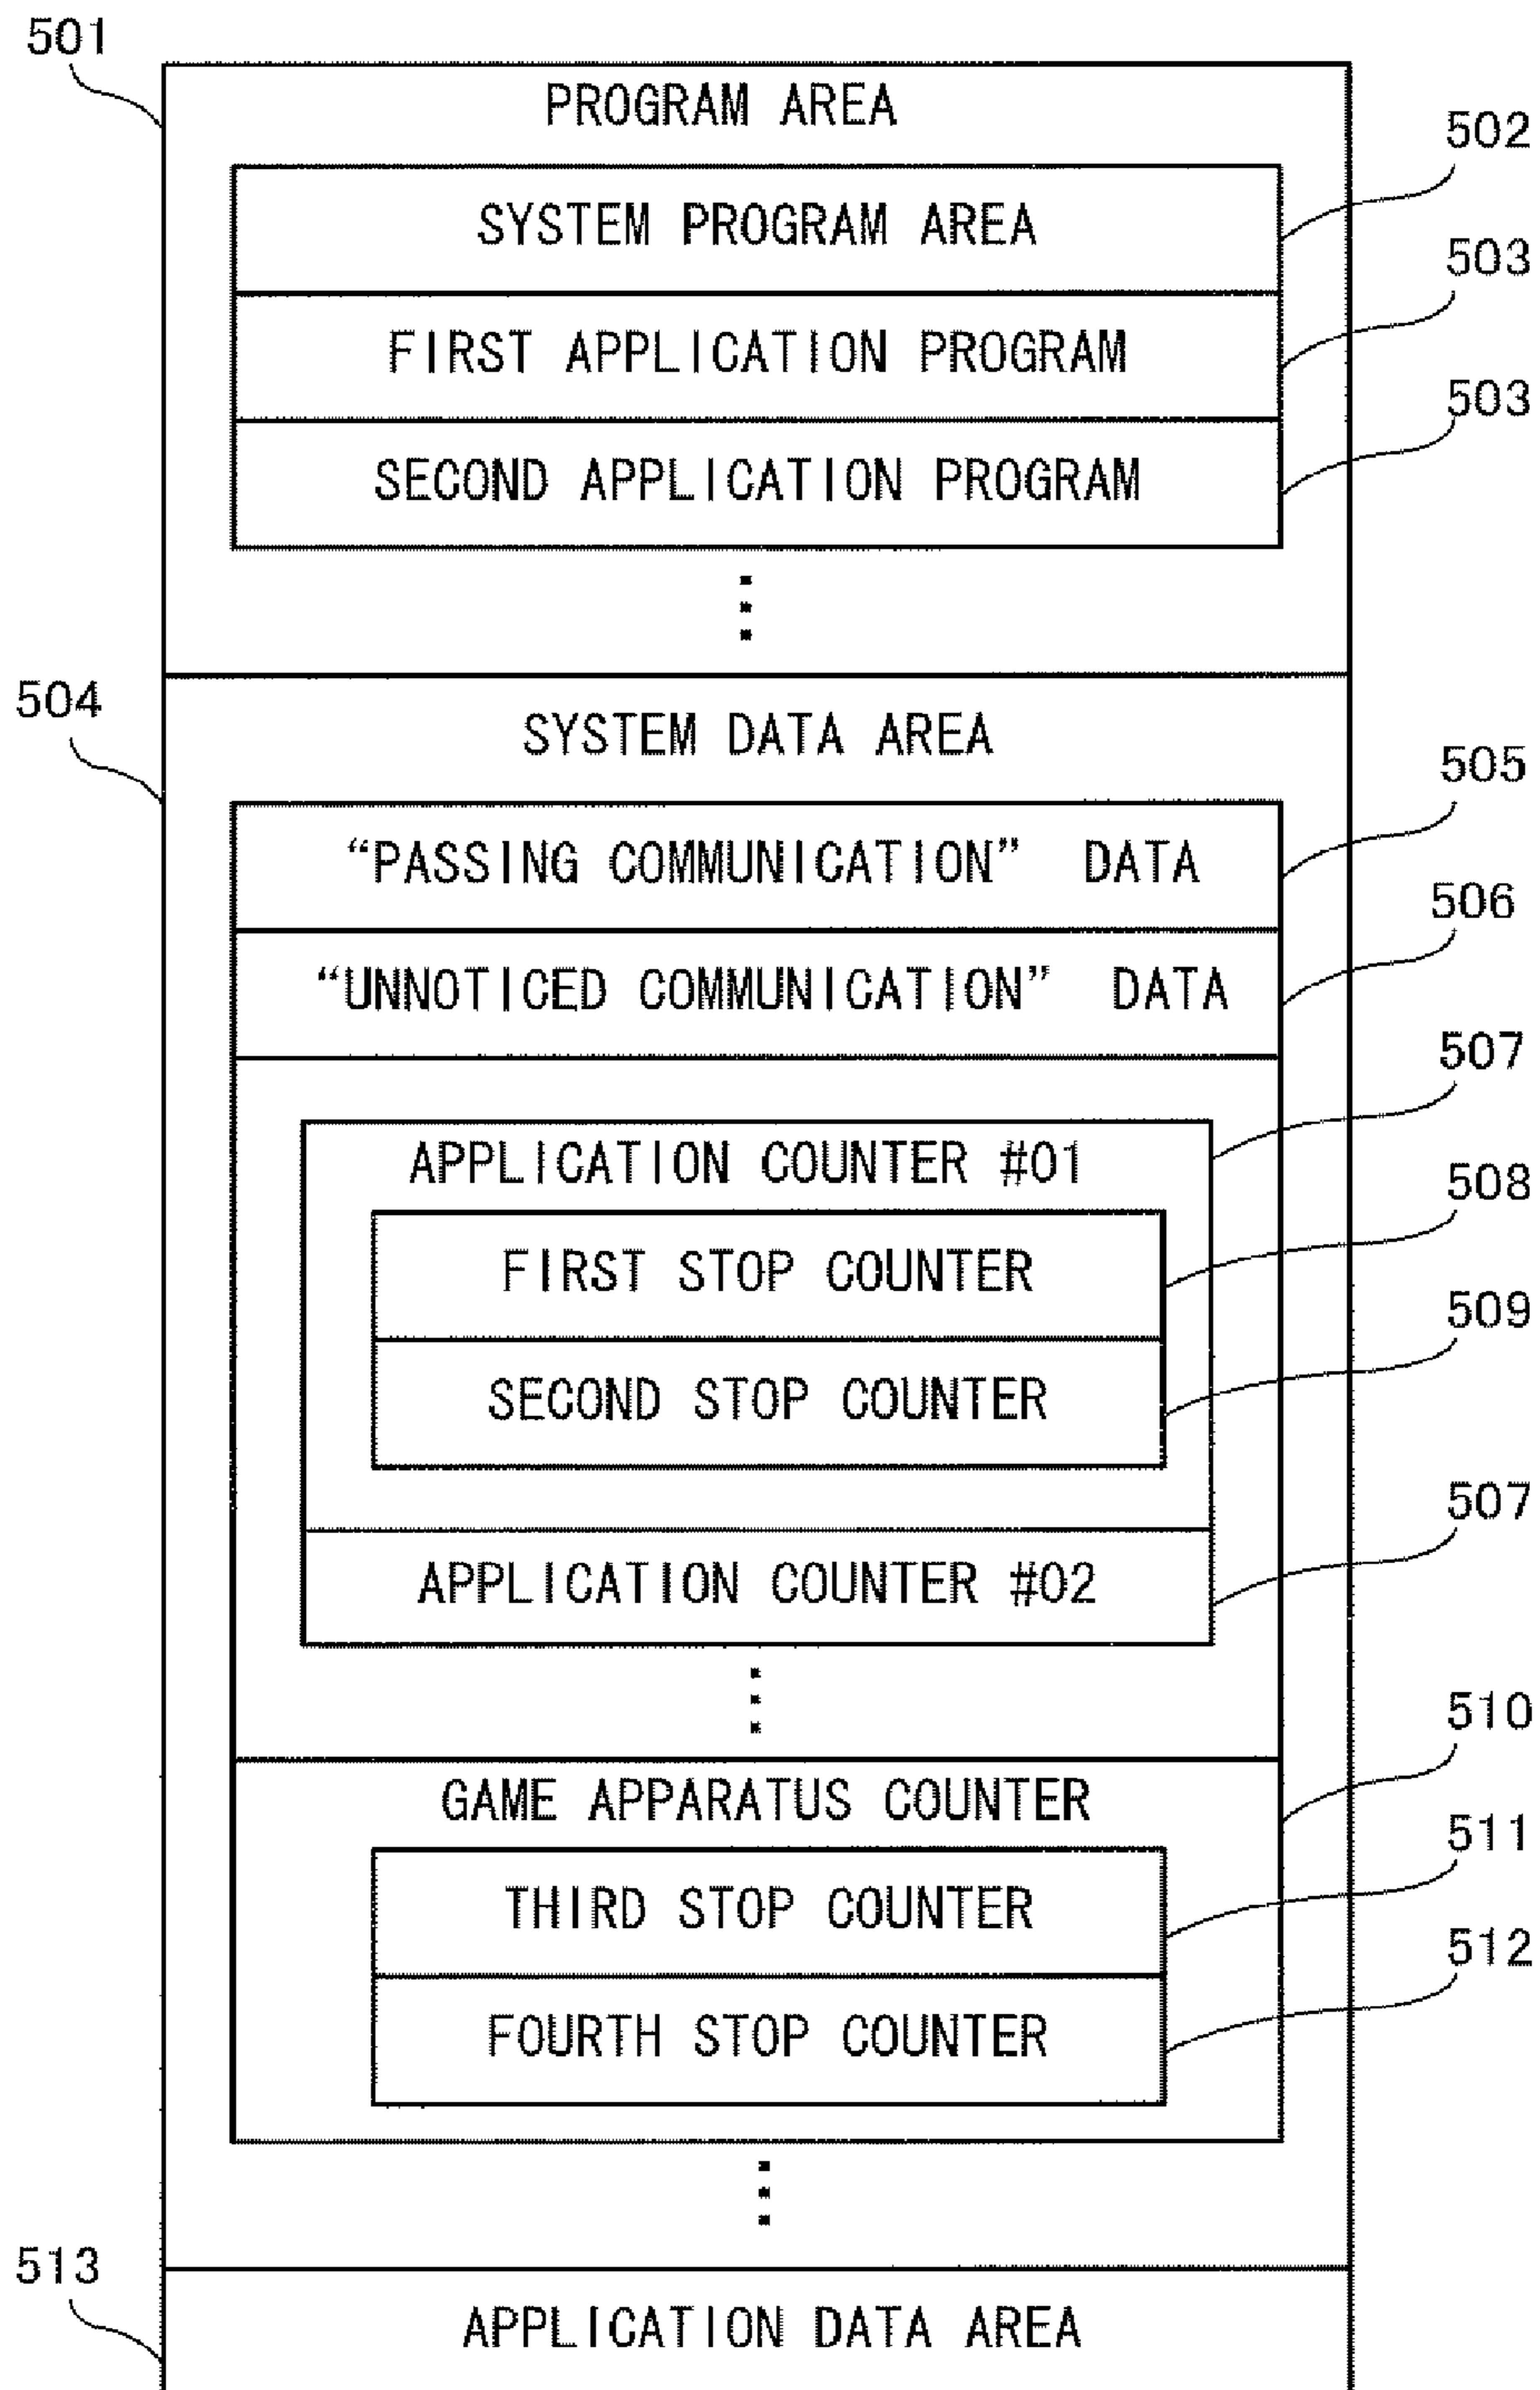 501
PROGRAM AREA
502
SYSTEM PROGRAM AREA
503
FIRST APPLICATION PROGRAM
503
SECOND APPLICATION PROGRAM
504
SYSTEM DATA AREA
505
“PASSING COMMUNICATION” DATA
506
“UNNOTICED COMMUNICATION” DATA
507
APPLICATION COUNTER #01
508
FIRST STOP COUNTER
509
SECOND STOP COUNTER
507
APPLICATION COUNTER #02
510
GAME APPARATUS COUNTER
511
THIRD STOP COUNTER
512
FOURTH STOP COUNTER
513
APPLICATION DATA AREA